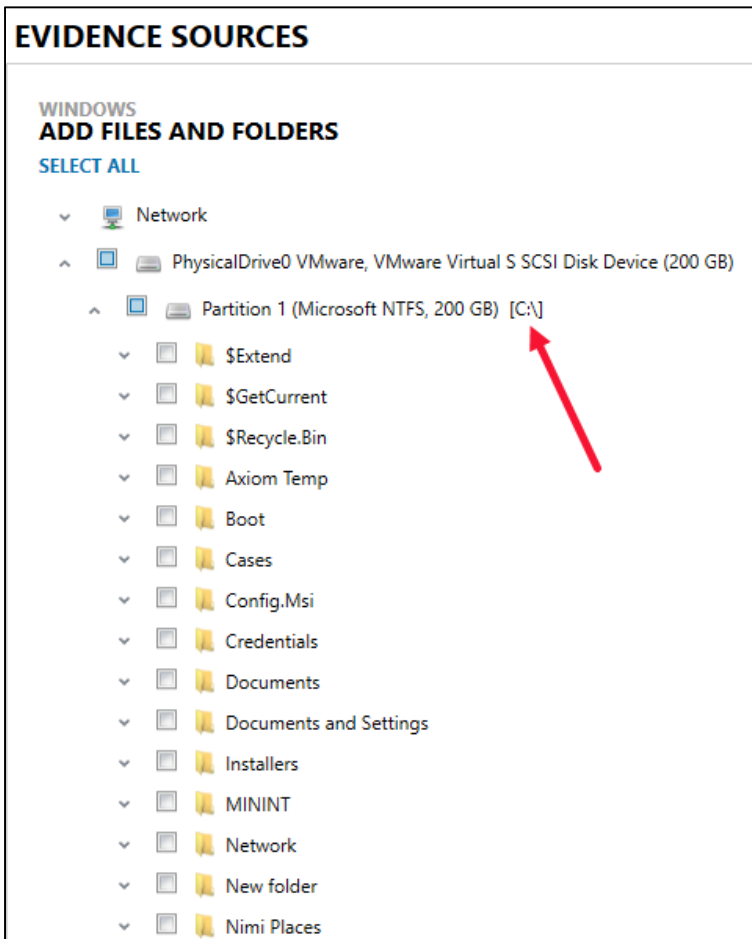 EVIDENCE SOURCES
WINDOWS
ADD FILES AND FOLDERS
SELECT ALL
Network
PhysicalDrive0 VMware, VMware Virtual S SCSI Disk Device (200 GB)
Partition 1 (Microsoft NTFS, 200 GB) [C:\]
$Extend
$GetCurrent
$Recycle.Bin
Axiom Temp
Boot
Cases
Config.Msi
Credentials
Documents
Documents and Settings
Installers
MININT
Network
New folder
Nimi Places